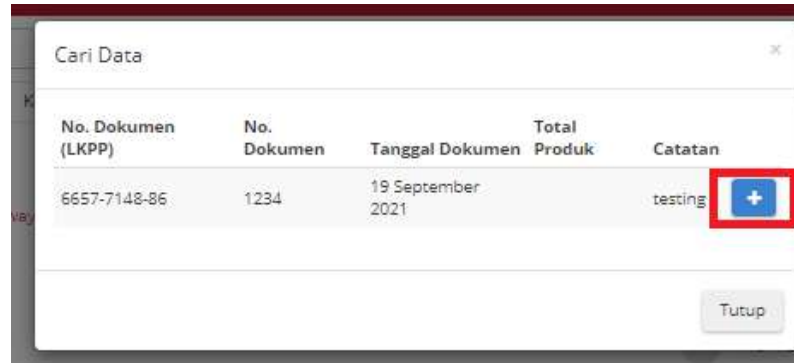 Cari Data
×
No. Dokumen (LKPP) No. Dokumen Tanggal Dokumen Total Produk Catatan
6657-7148-86 1234 19 September 2021 testing +
Tutup